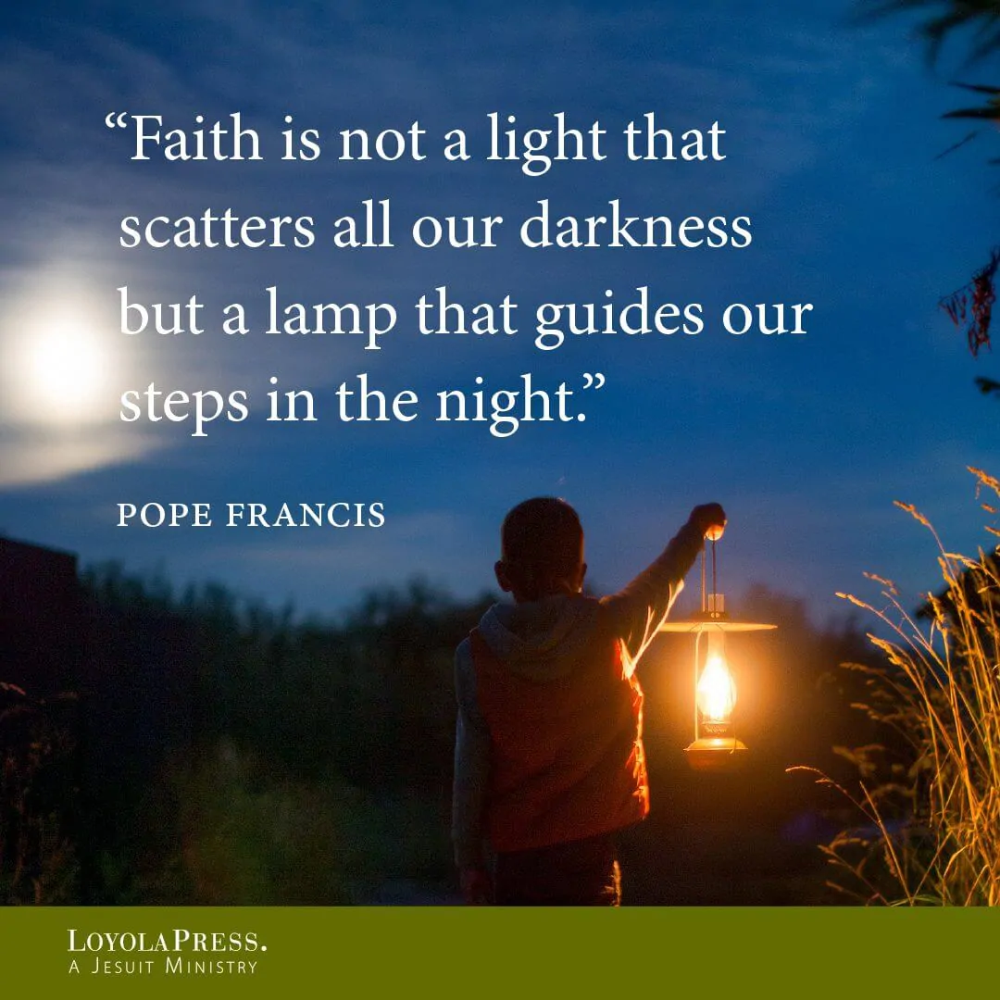 “Faith is not a light that
scatters all our darkness
but a lamp that guides our
steps in the night.”
POPE FRANCIS
LOYOLAPRESS.
A JESUIT MINISTRY